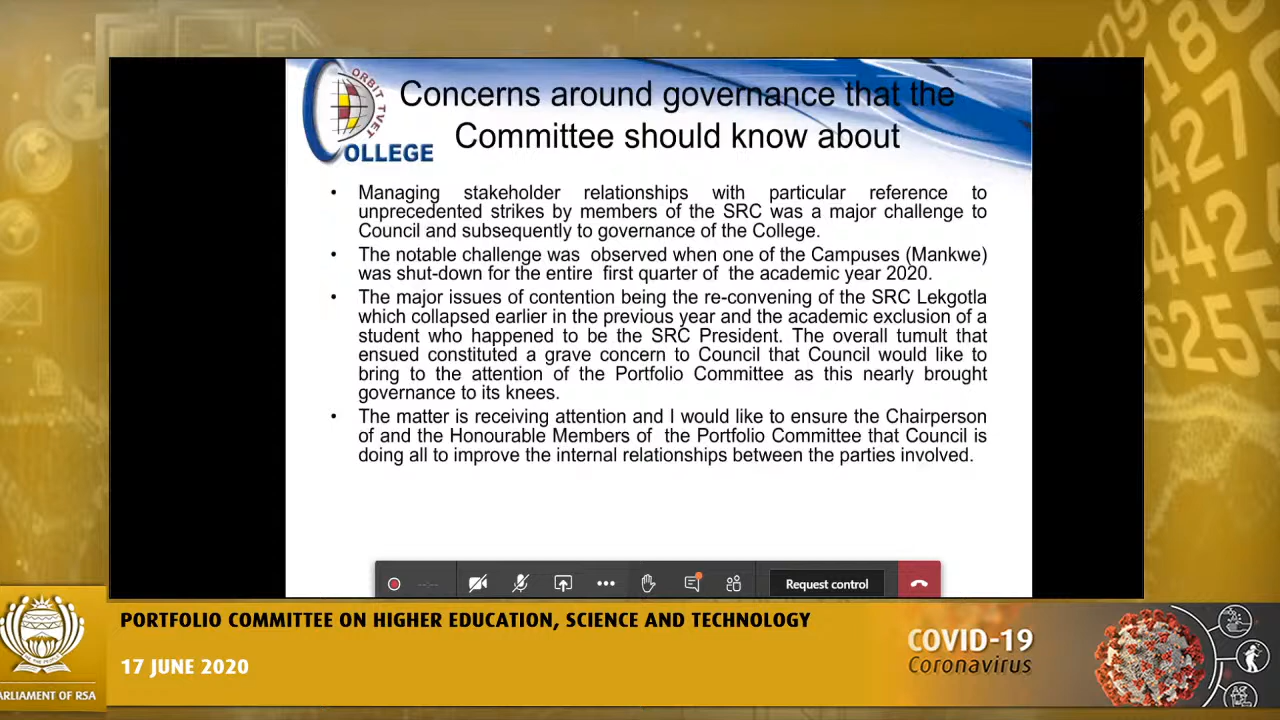 ORBIT TVET
COLLEGE
Concerns around governance that the
Committee should know about
• Managing stakeholder relationships with particular reference to
unprecedented strikes by members of the SRC was a major challenge to
Council and subsequently to governance of the College.
• The notable challenge was observed when one of the Campuses (Mankwe)
was shut-down for the entire first quarter of the academic year 2020.
• The major issues of contention being the re-convening of the SRC Lekgotla
which collapsed earlier in the previous year and the academic exclusion of a
student who happened to be the SRC President. The overall tumult that
ensued constituted a grave concern to Council that Council would like to
bring to the attention of the Portfolio Committee as this nearly brought
governance to its knees.
• The matter is receiving attention and I would like to ensure the Chairperson
of and the Honourable Members of the Portfolio Committee that Council is
doing all to improve the internal relationships between the parties involved.
Request control
PORTFOLIO COMMITTEE ON HIGHER EDUCATION, SCIENCE AND TECHNOLOGY
17 JUNE 2020
COVID-19
Coronavirus
ARLIAMENT OF RSA